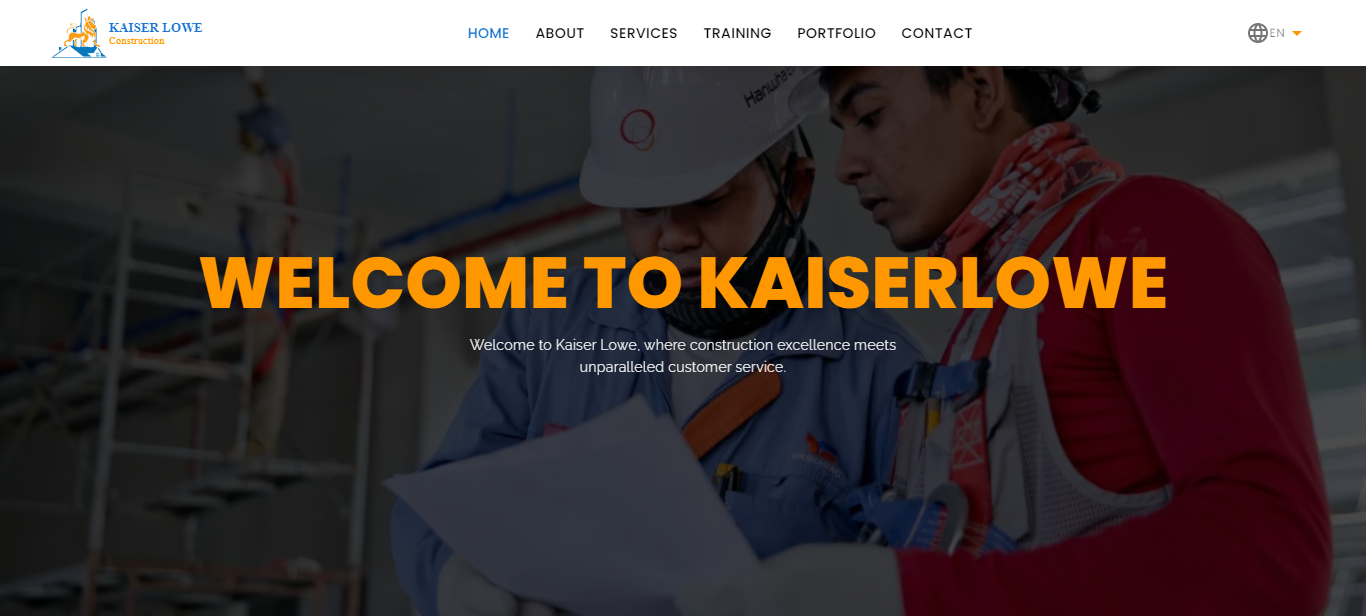 KAISER LOWE
Construction
HOME ABOUT SERVICES TRAINING PORTFOLIO CONTACT
EN
Hanwha
WELCOME TO KAISERLOWE
Welcome to Kaiser Lowe, where construction excellence meets
unparalleled customer service.